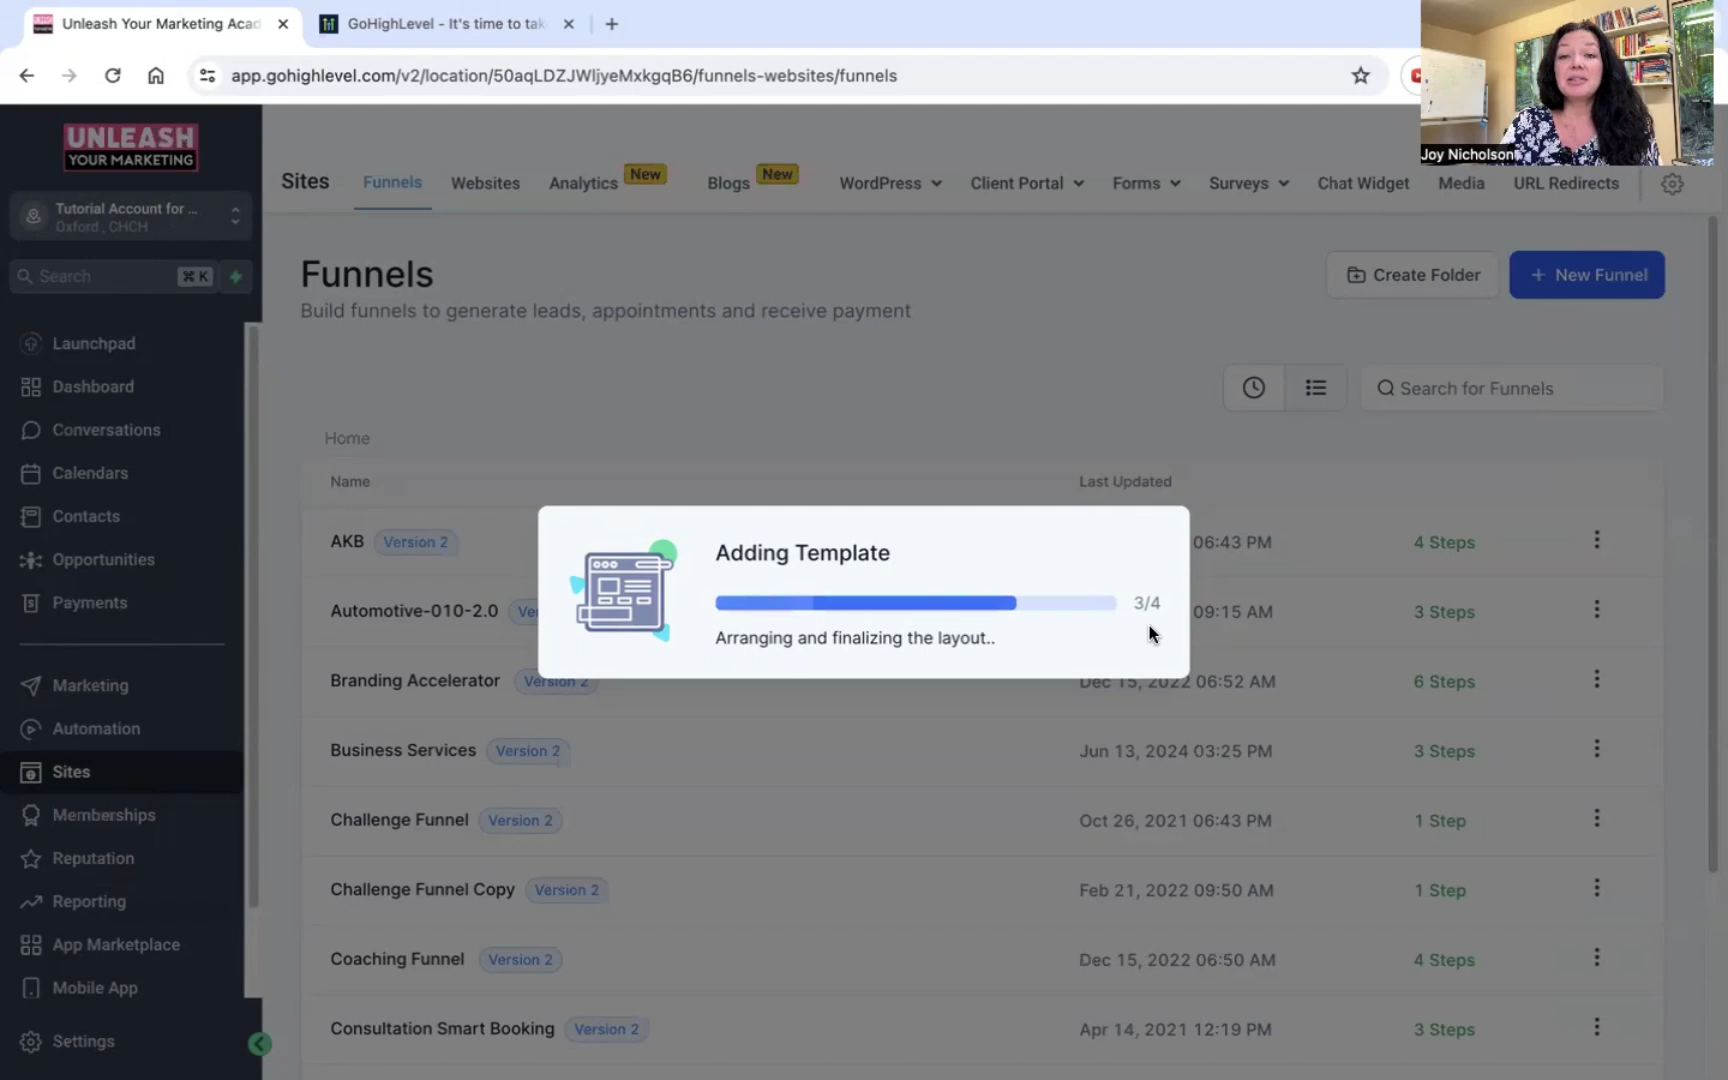 Unleash Your Marketing Acad
GoHighLevel - It's time to tak
app.gohighlevel.com/v2/location/50aqLDZJWljyeMxkgqB6/funnels-websites/funnels
Joy Nicholson
UNLEASH
YOUR MARKETING
Tutorial Account for ...
Oxford , CHCH
Search ⌘ K
Launchpad
Dashboard
Conversations
Calendars
Contacts
Opportunities
Payments
Marketing
Automation
Sites
Memberships
Reputation
Reporting
App Marketplace
Mobile App
Settings
Sites Funnels Websites Analytics New Blogs New WordPress Client Portal Forms Surveys Chat Widget Media URL Redirects
Funnels
Build funnels to generate leads, appointments and receive payment
Create Folder
+ New Funnel
Search for Funnels
Home
Name Last Updated
AKB Version 2 06:43 PM 4 Steps
Automotive-010-2.0 Ve 09:15 AM 3 Steps
Branding Accelerator Version 2 Dec 15, 2022 06:52 AM 6 Steps
Business Services Version 2 Jun 13, 2024 03:25 PM 3 Steps
Challenge Funnel Version 2 Oct 26, 2021 06:43 PM 1 Step
Challenge Funnel Copy Version 2 Feb 21, 2022 09:50 AM 1 Step
Coaching Funnel Version 2 Dec 15, 2022 06:50 AM 4 Steps
Consultation Smart Booking Version 2 Apr 14, 2021 12:19 PM 3 Steps
Adding Template
3/4
Arranging and finalizing the layout..